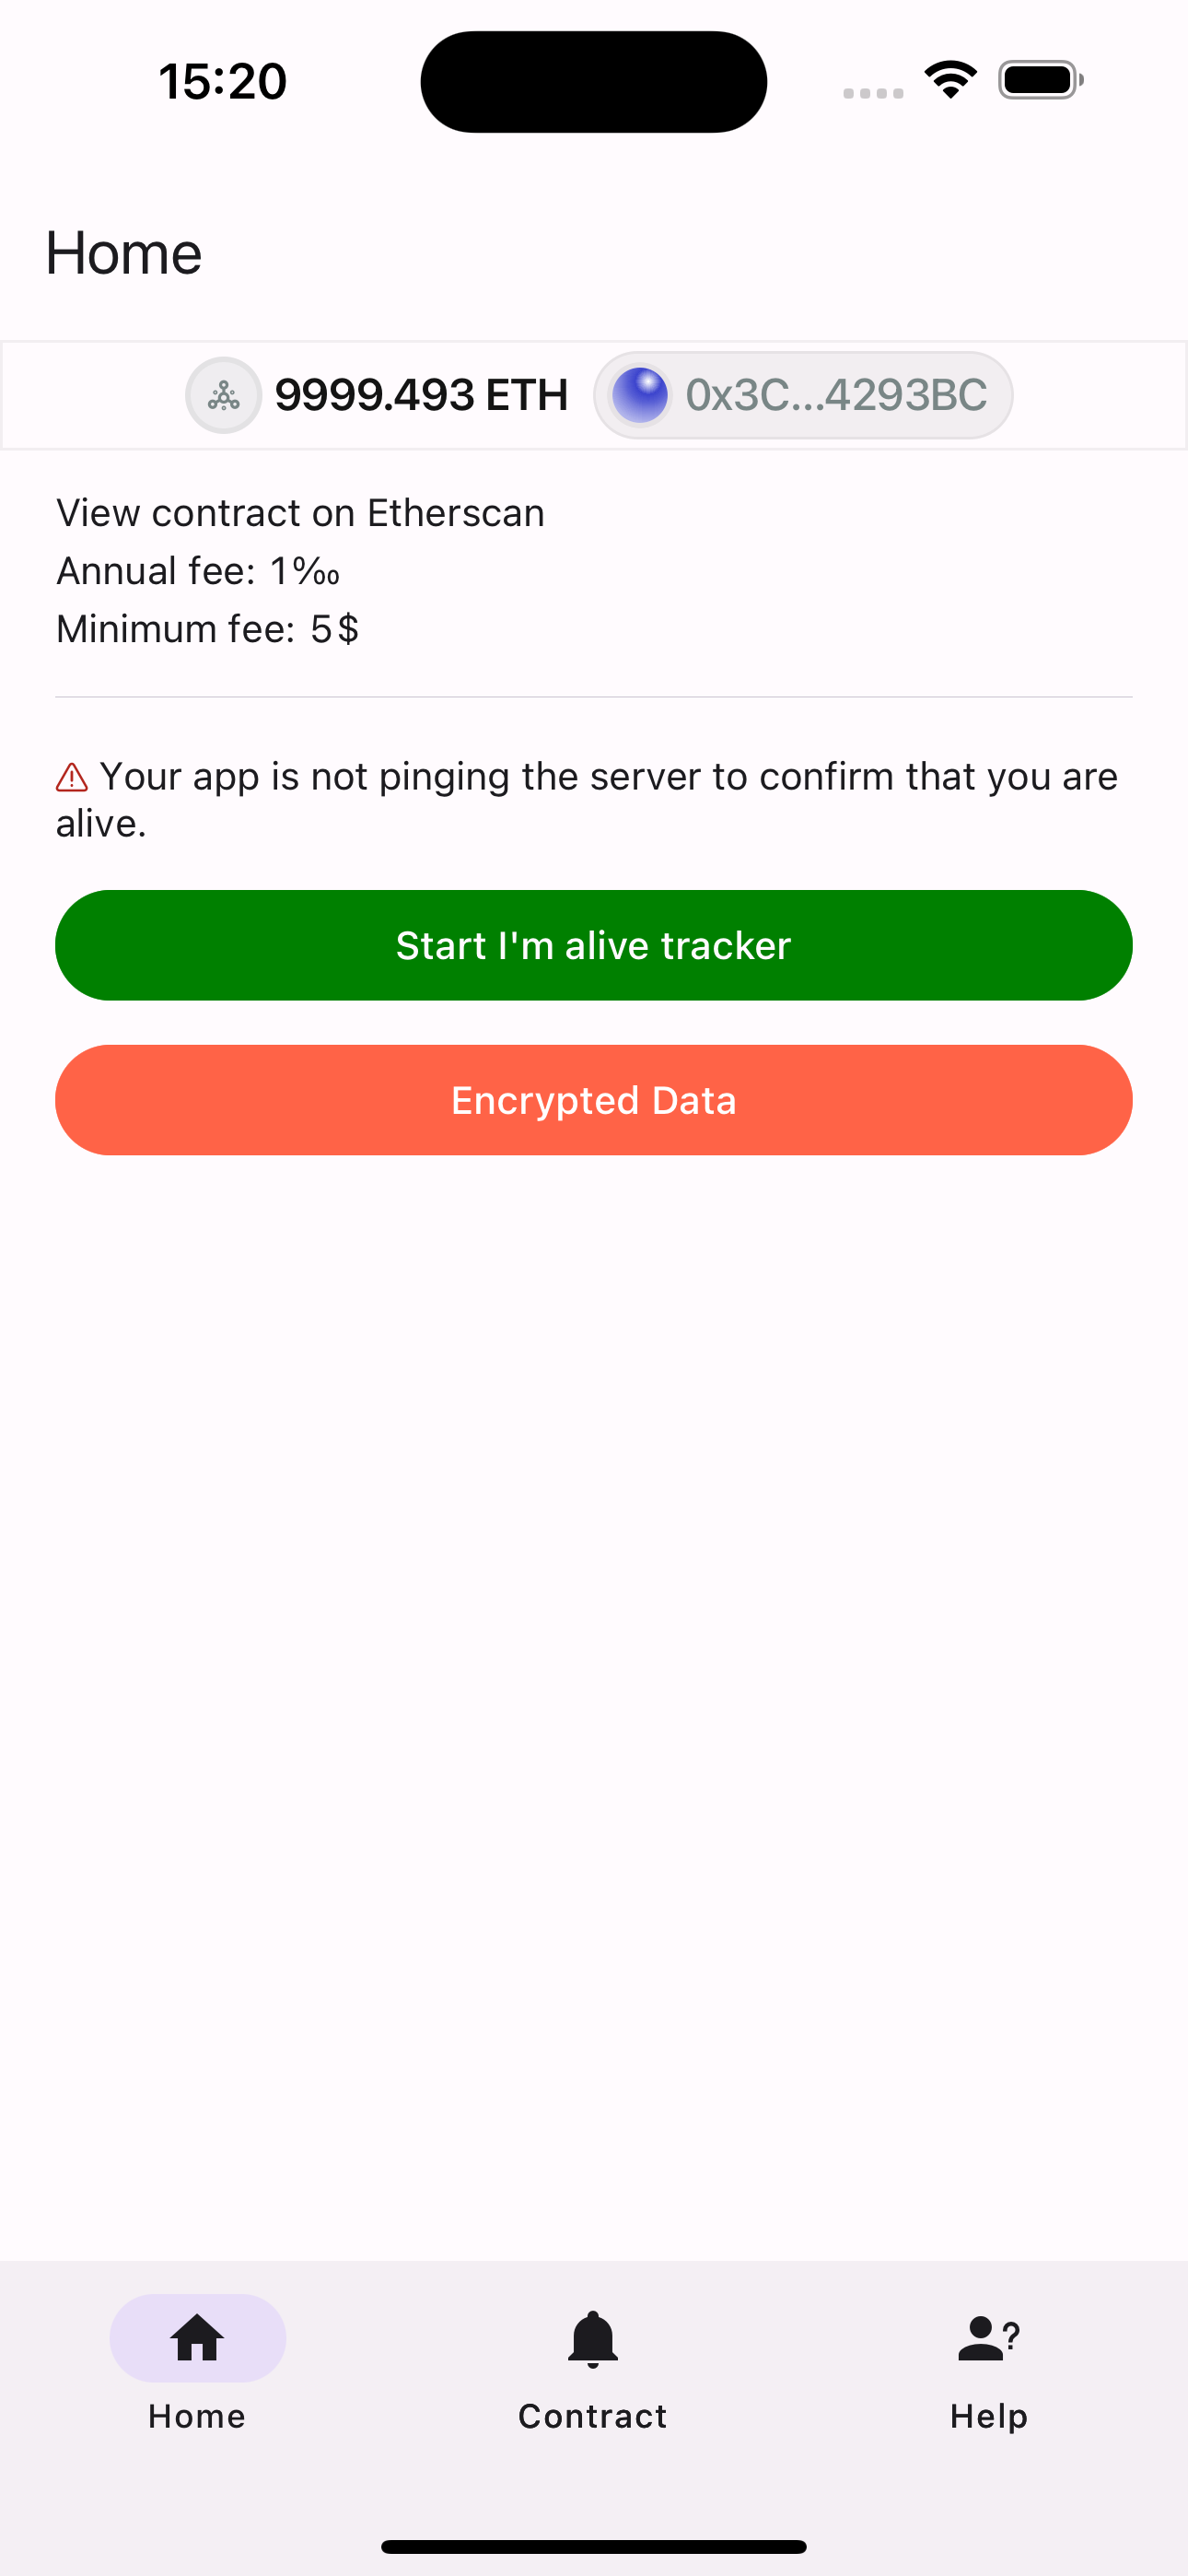 15:20
Home
9999.493 ETH 0x3C...4293BC
View contract on Etherscan
Annual fee: 1‰
Minimum fee: 5$
Your app is not pinging the server to confirm that you are
alive.
Start I'm alive tracker
Encrypted Data
Home Contract Help